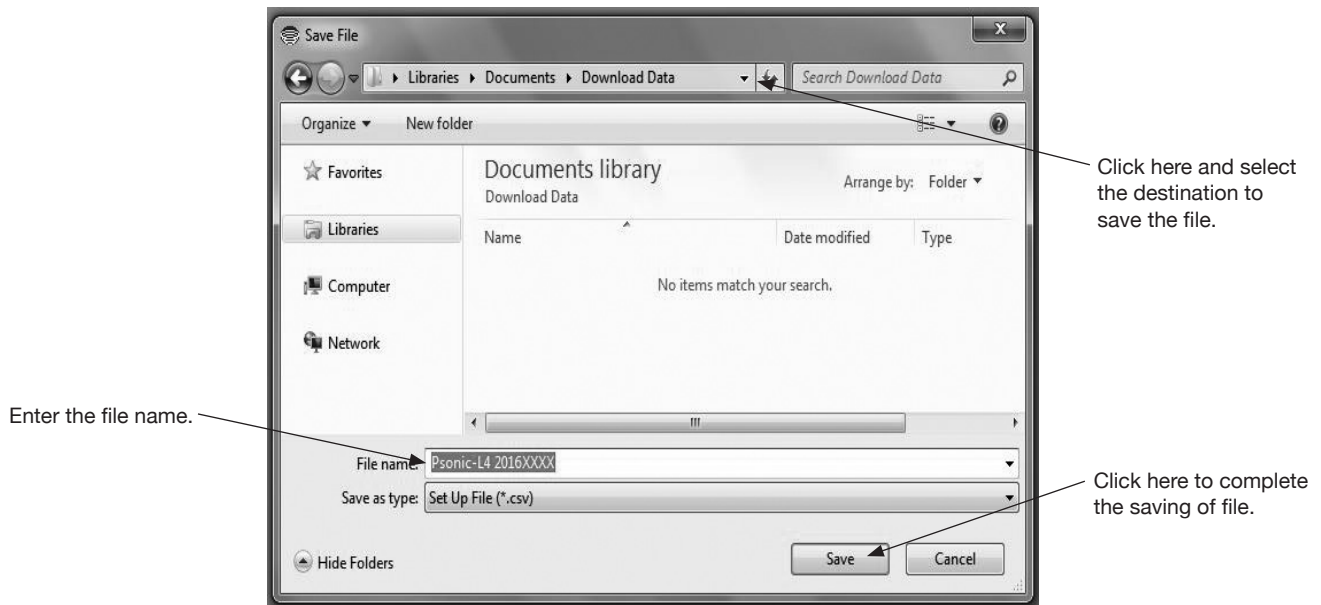 Save File
X
Libraries Documents Download Data
Search Download Data
Organize New folder
Favorites
Libraries
Computer
Network
Documents library
Download Data
Arrange by: Folder
Name Date modified Type
No items match your search.
Click here and select
the destination to
save the file.
Enter the file name.
File name: Psonic-L4 2016XXXX
Save as type: Set Up File (*.csv)
Click here to complete
the saving of file.
Hide Folders
Save Cancel